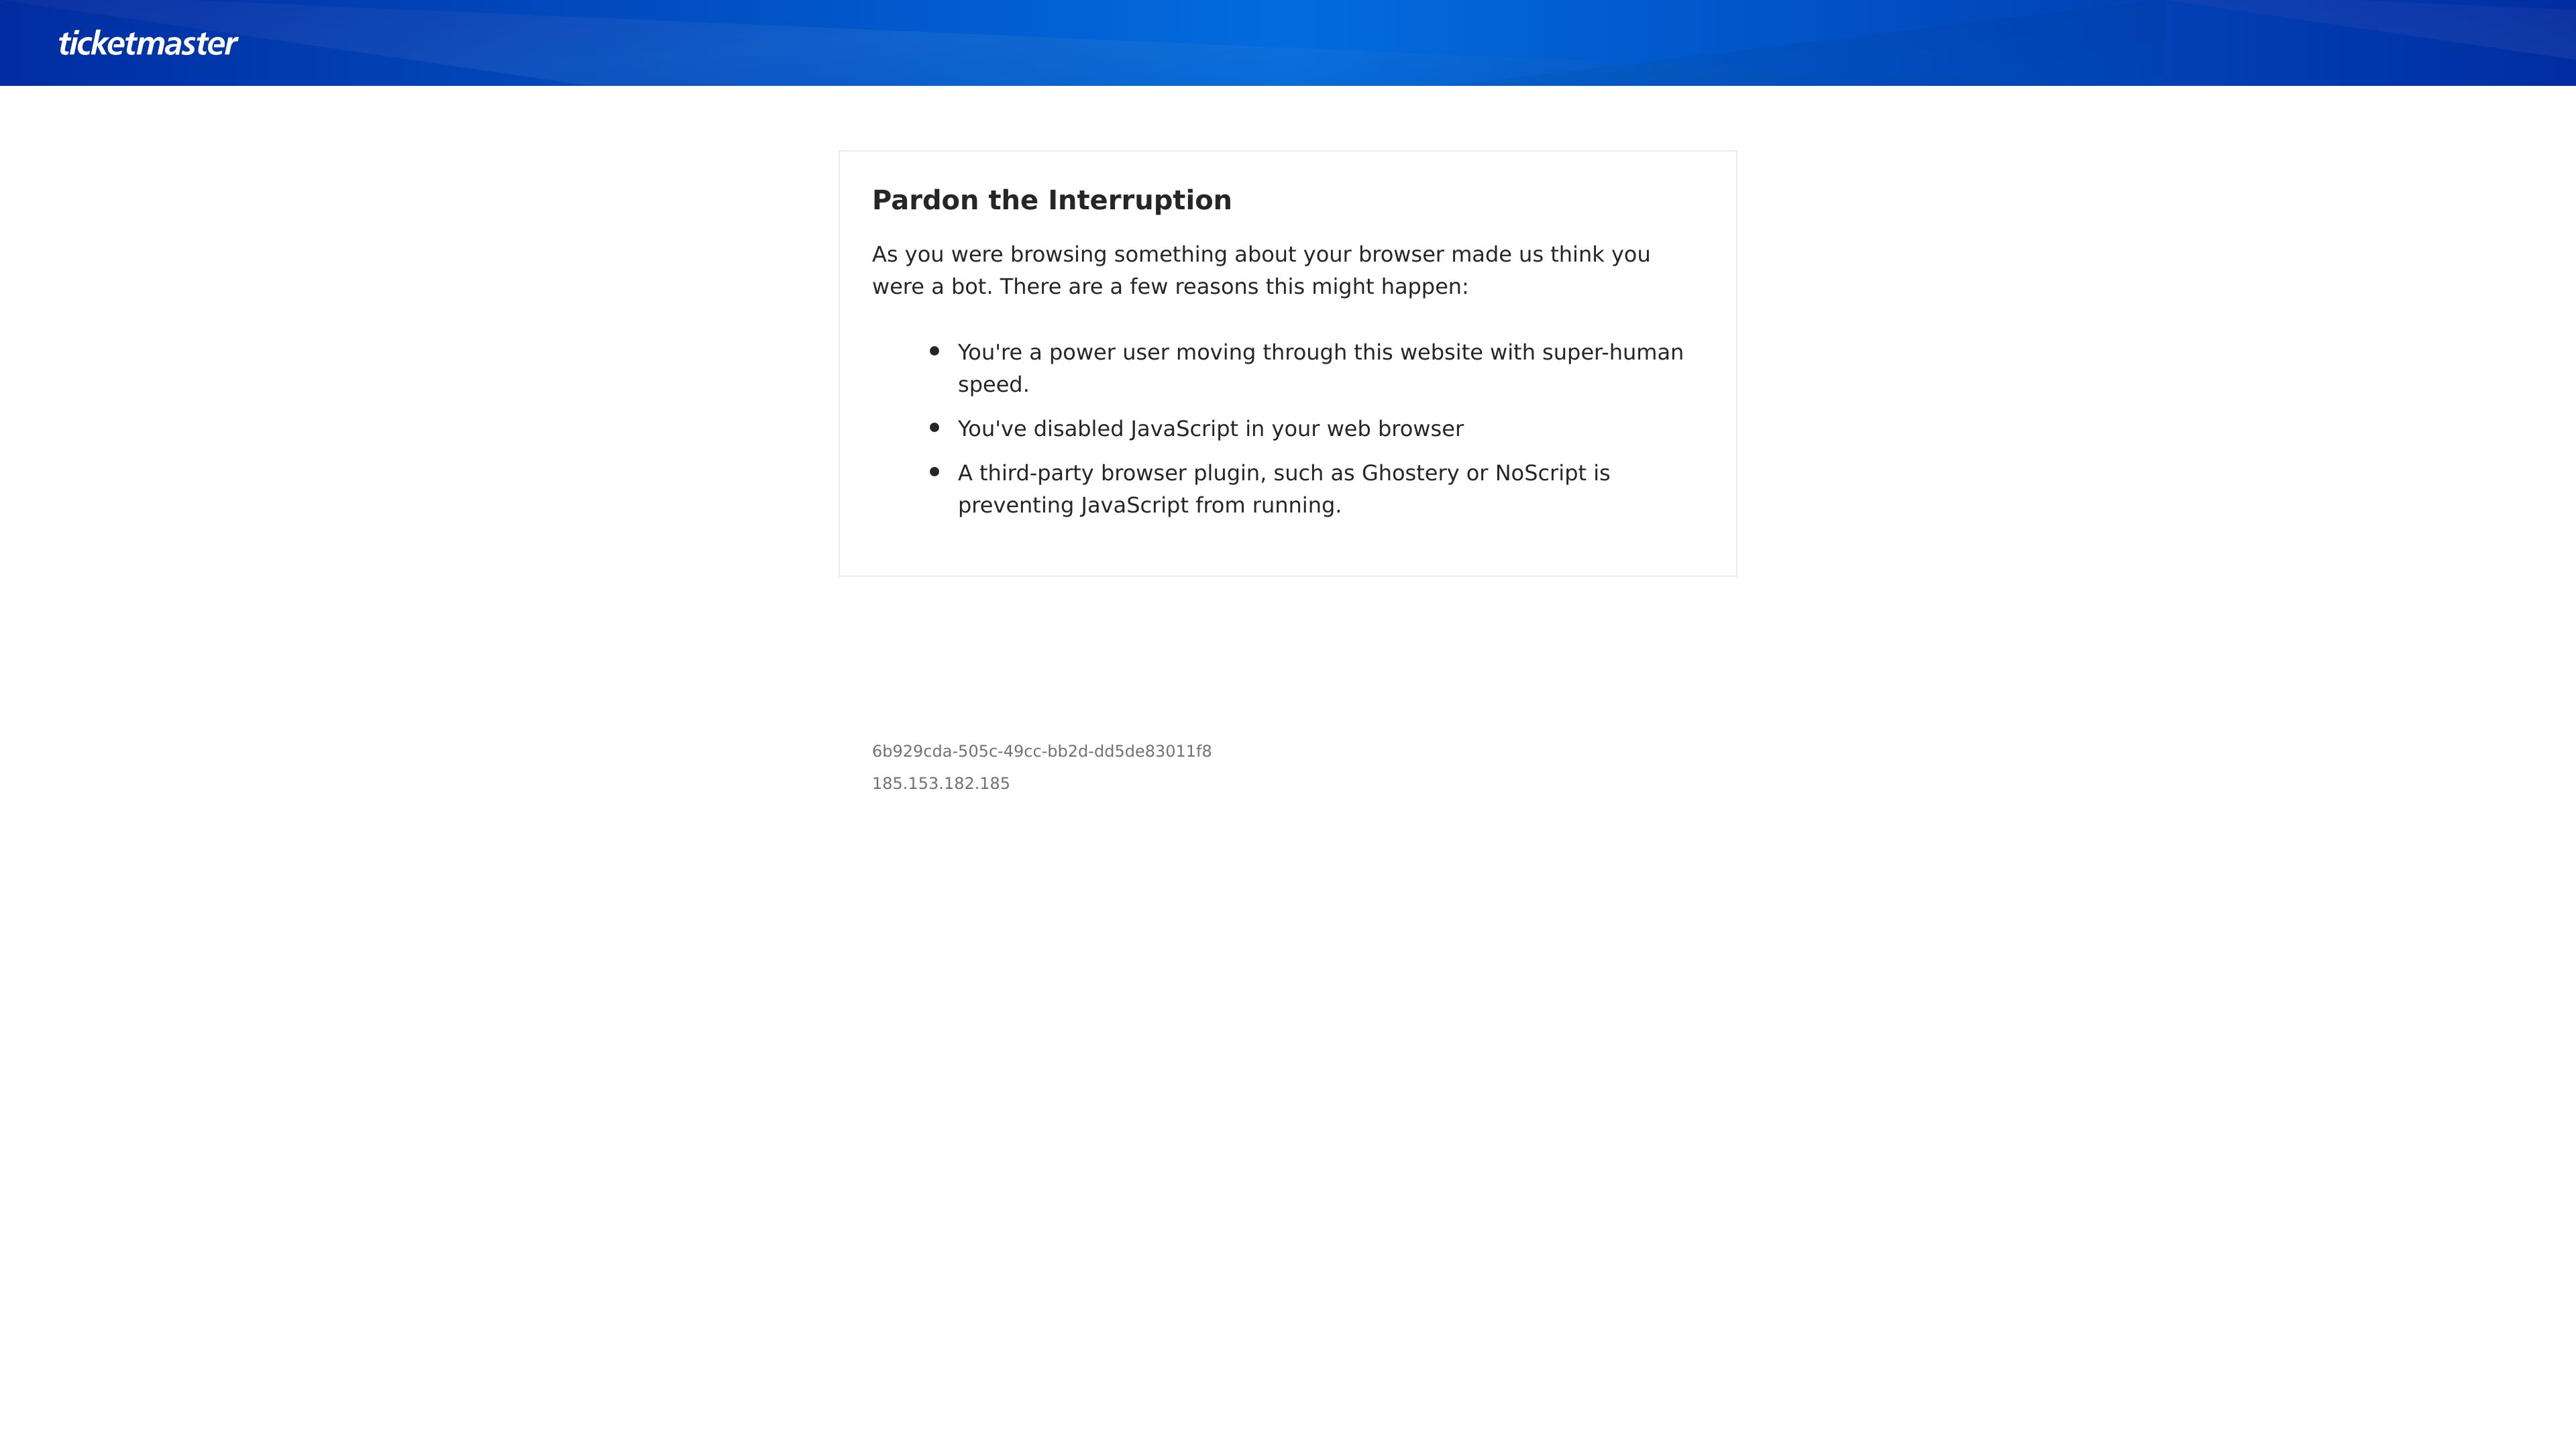 ticketmaster
Pardon the Interruption
As you were browsing something about your browser made us think you
were a bot. There are a few reasons this might happen:
You're a power user moving through this website with super-human
speed.
You've disabled JavaScript in your web browser
A third-party browser plugin, such as Ghostery or NoScript is
preventing JavaScript from running.
6b929cda-505c-49cc-bb2d-dd5de83011f8
185.153.182.185